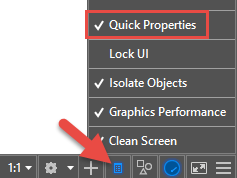 Quick Properties
Lock UI
Isolate Objects
Graphics Performance
Clean Screen
1:1